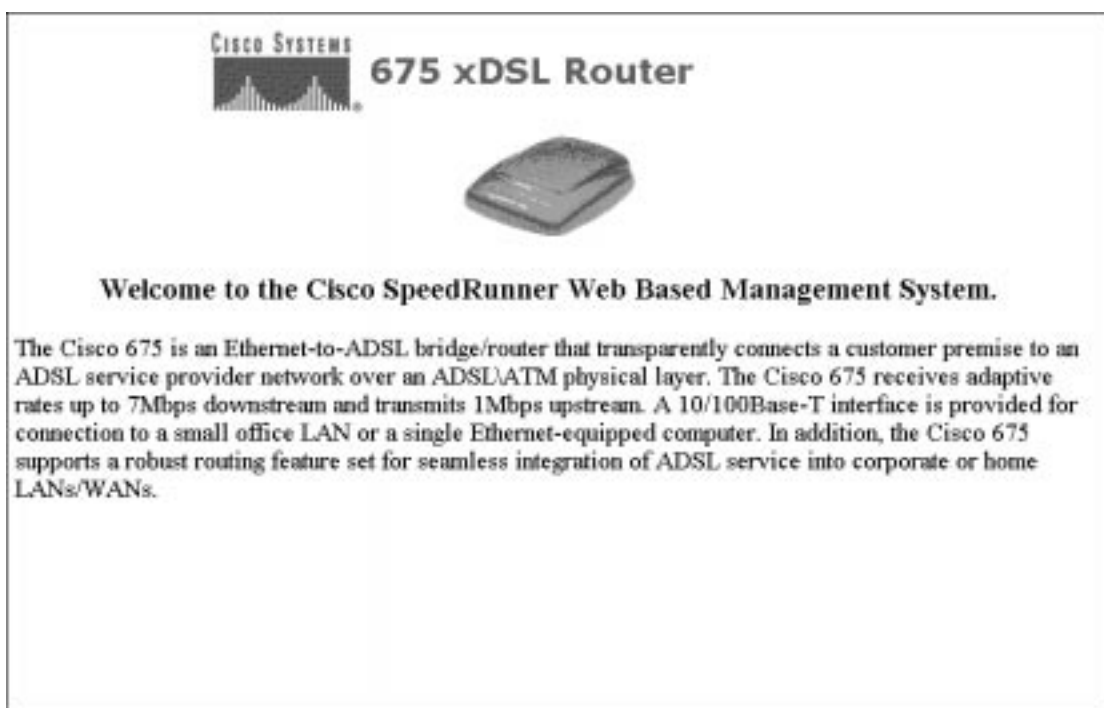 CISCO SYSTEMS
675 xDSL Router
Welcome to the Cisco SpeedRunner Web Based Management System.
The Cisco 675 is an Ethernet-to-ADSL bridge/router that transparently connects a customer premise to an
ADSL service provider network over an ADSL\ATM physical layer. The Cisco 675 receives adaptive
rates up to 7Mbps downstream and transmits 1Mbps upstream. A 10/100Base-T interface is provided for
connection to a small office LAN or a single Ethernet-equipped computer. In addition, the Cisco 675
supports a robust routing feature set for seamless integration of ADSL service into corporate or home
LANs/WANs.